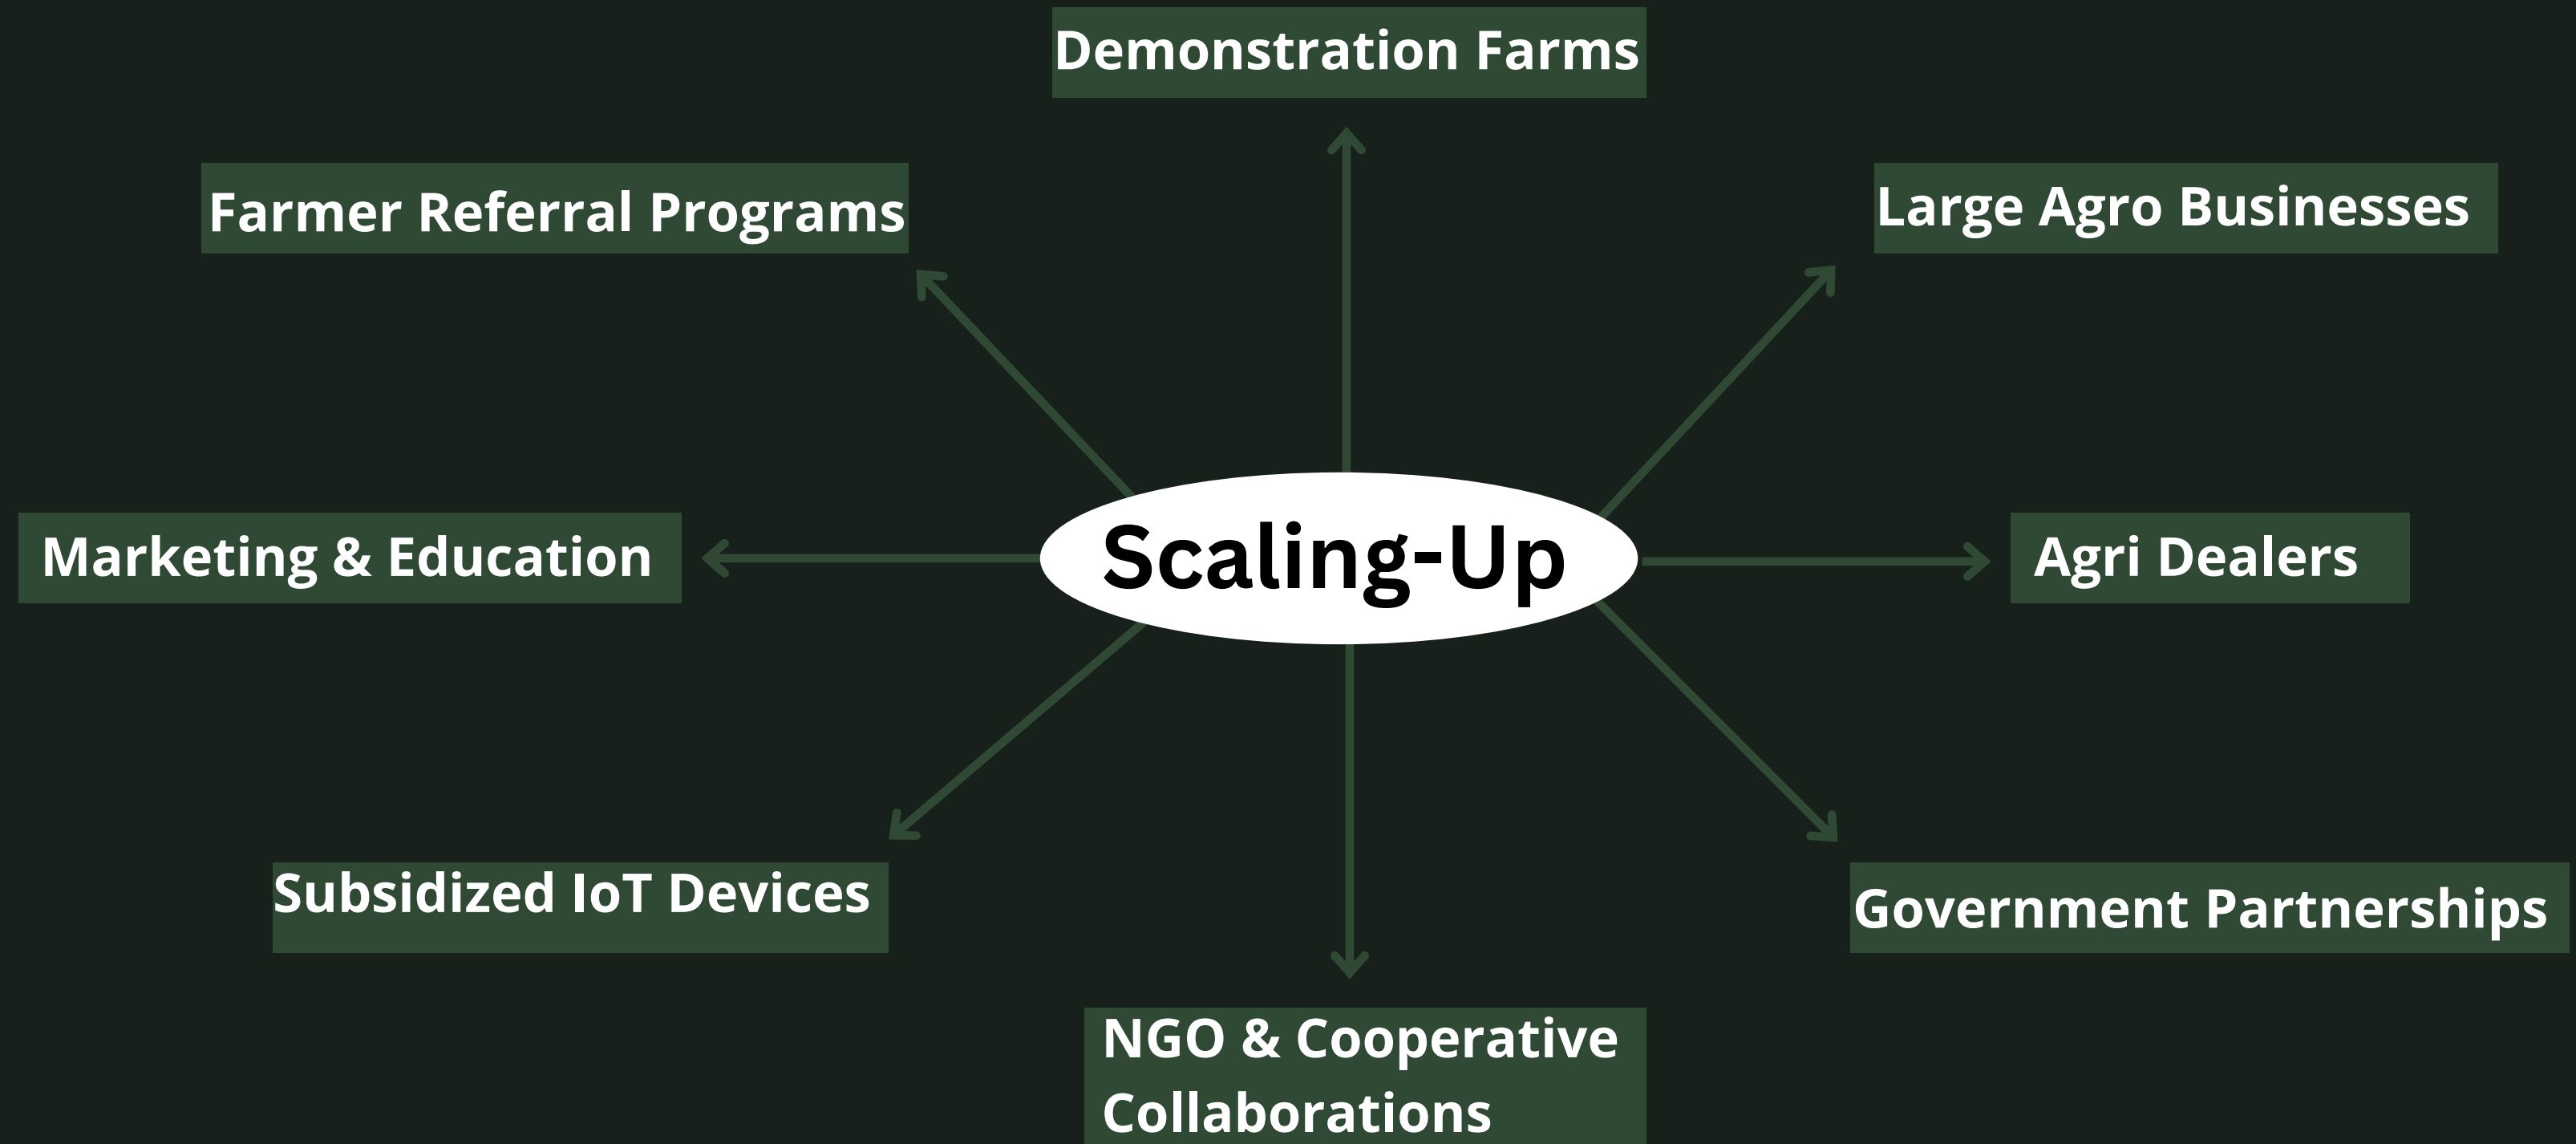 Demonstration Farms
Farmer Referral Programs
Large Agro Businesses
Marketing & Education
Scaling-Up
Agri Dealers
Subsidized IoT Devices
Government Partnerships
NGO & Cooperative
Collaborations